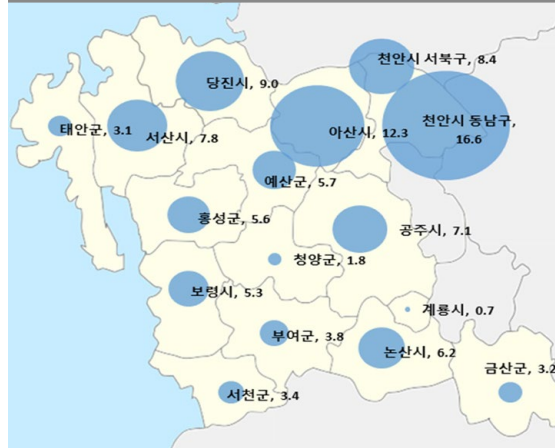 천안시 서북구, 8.4
당진시, 9.0
천안시 동남구,
16.6
태안군, 3.1
서산시, 7.8
아산시, 12.3
예산군, 5.7
홍성군, 5.6
공주시, 7.1
청양군, 1.8
보령시, 5.3
계룡시, 0.7
부여군, 3.8
논산시, 6.2
금산군, 3.2
서천군, 3.4